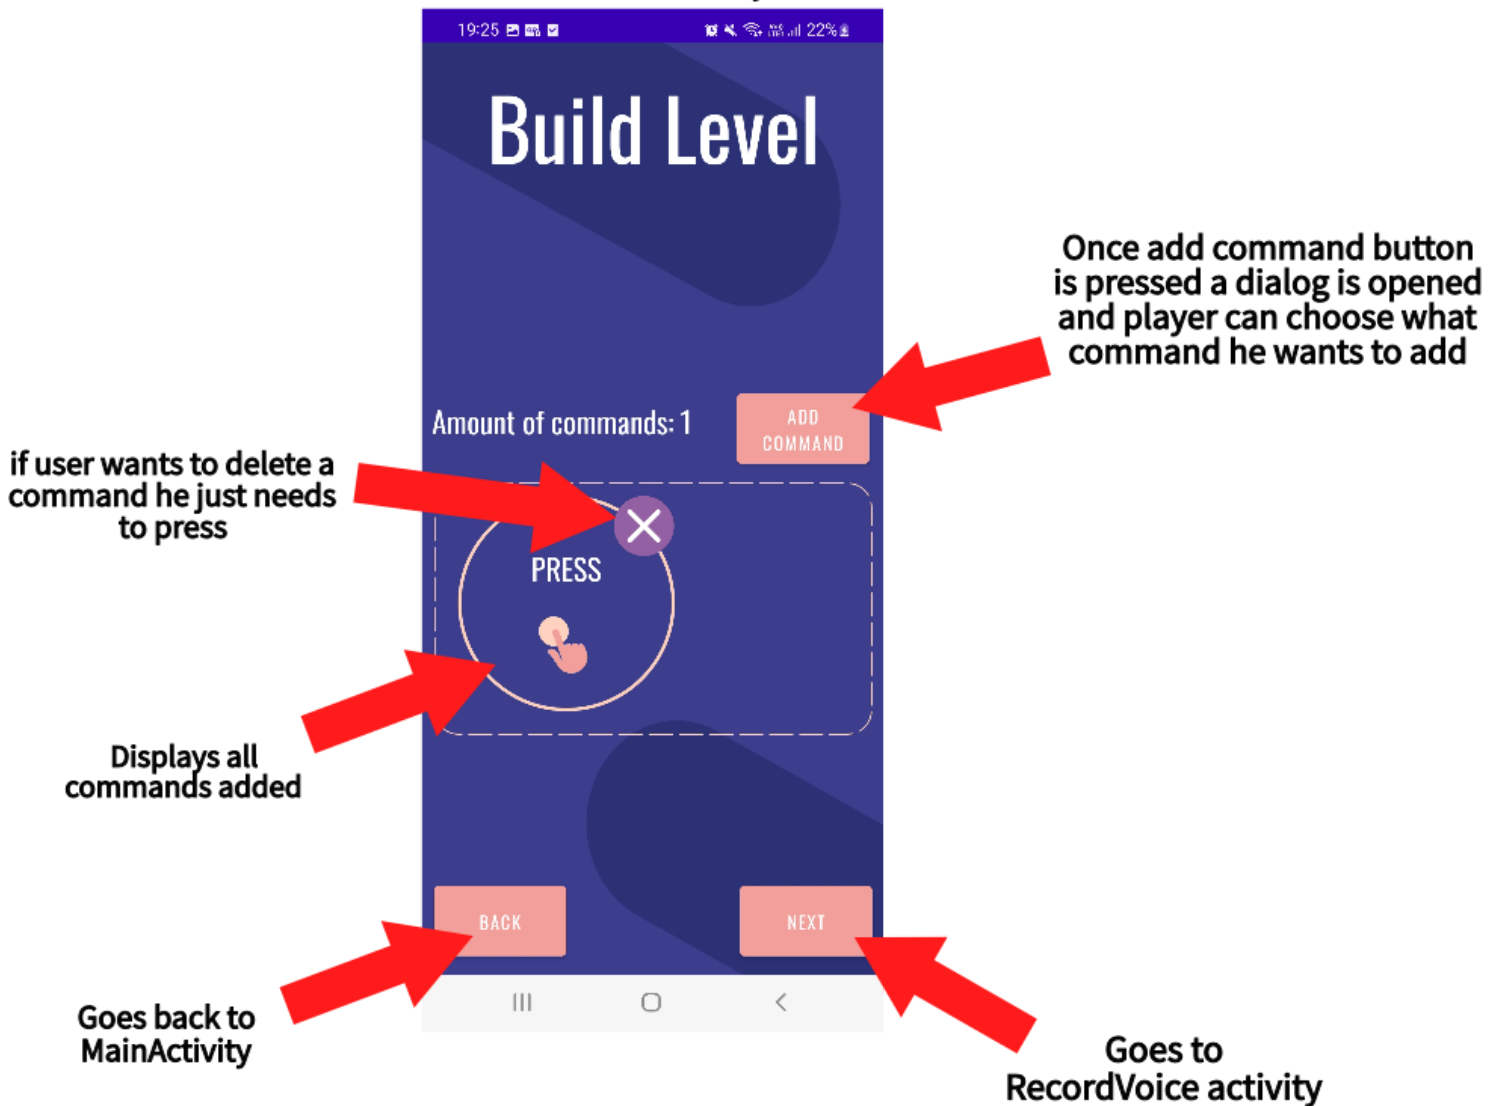 19:25
22%
Build Level
Once add command button
is pressed a dialog is opened
and player can choose what
command he wants to add
Amount of commands: 1
ADD
COMMAND
if user wants to delete a
command he just needs
to press
PRESS
Displays all
commands added
BACK
NEXT
Goes back to
MainActivity
Goes to
RecordVoice activity